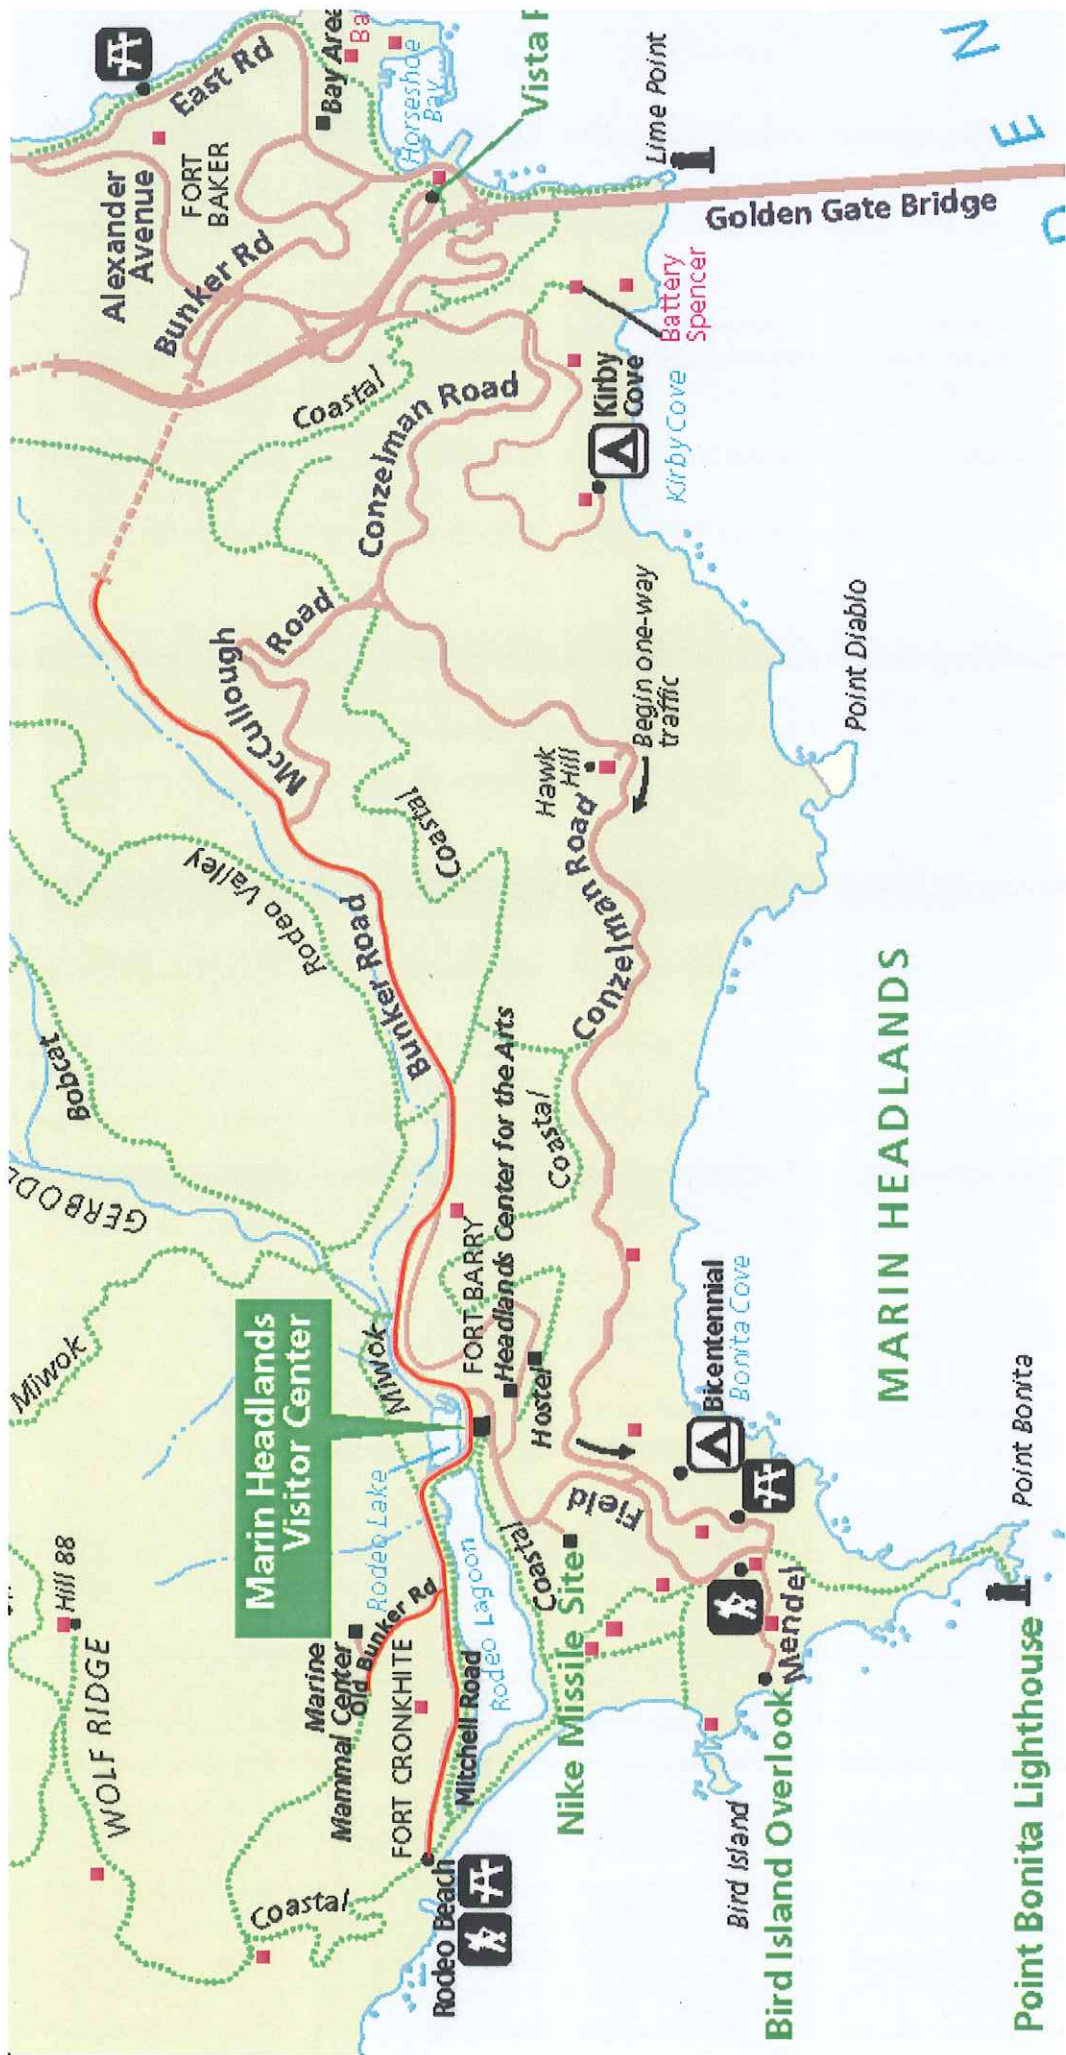 Marin Headlands
Visitor Center
WOLF RIDGE
Hill 88
Miwok
GERBODE
Bobcat
Rodeo Valley
Bunker Road
McCullough
Road
Coastal
Alexander
Avenue
Bunker Rd
East Rd
FORT
BAKER
Bay Area
Ba
Horseshoe
Bay
Vista P
Lime Point
Golden Gate Bridge
N
E
Battery
Spencer
Kirby
Cove
Kirby Cove
Conzelman Road
Coastal
Hawk
Hill
Begin one-way
traffic
Point Diablo
Conzelman Road
Coastal
FORT BARRY
Headlands Center for the Arts
Hostel
Miwok
Rodeo Lake
Rodeo Lagoon
Marine
Mammal Center
Old Bunker Rd
FORT CRONKHITE
Mitchell Road
Coastal
Rodeo Beach
Coastal
Nike Missile Site
Field
Bicentennial
Bonita Cove
Mendel
Bird Island
Bird Island Overlook
Point Bonita
Point Bonita Lighthouse
MARIN HEADLANDS